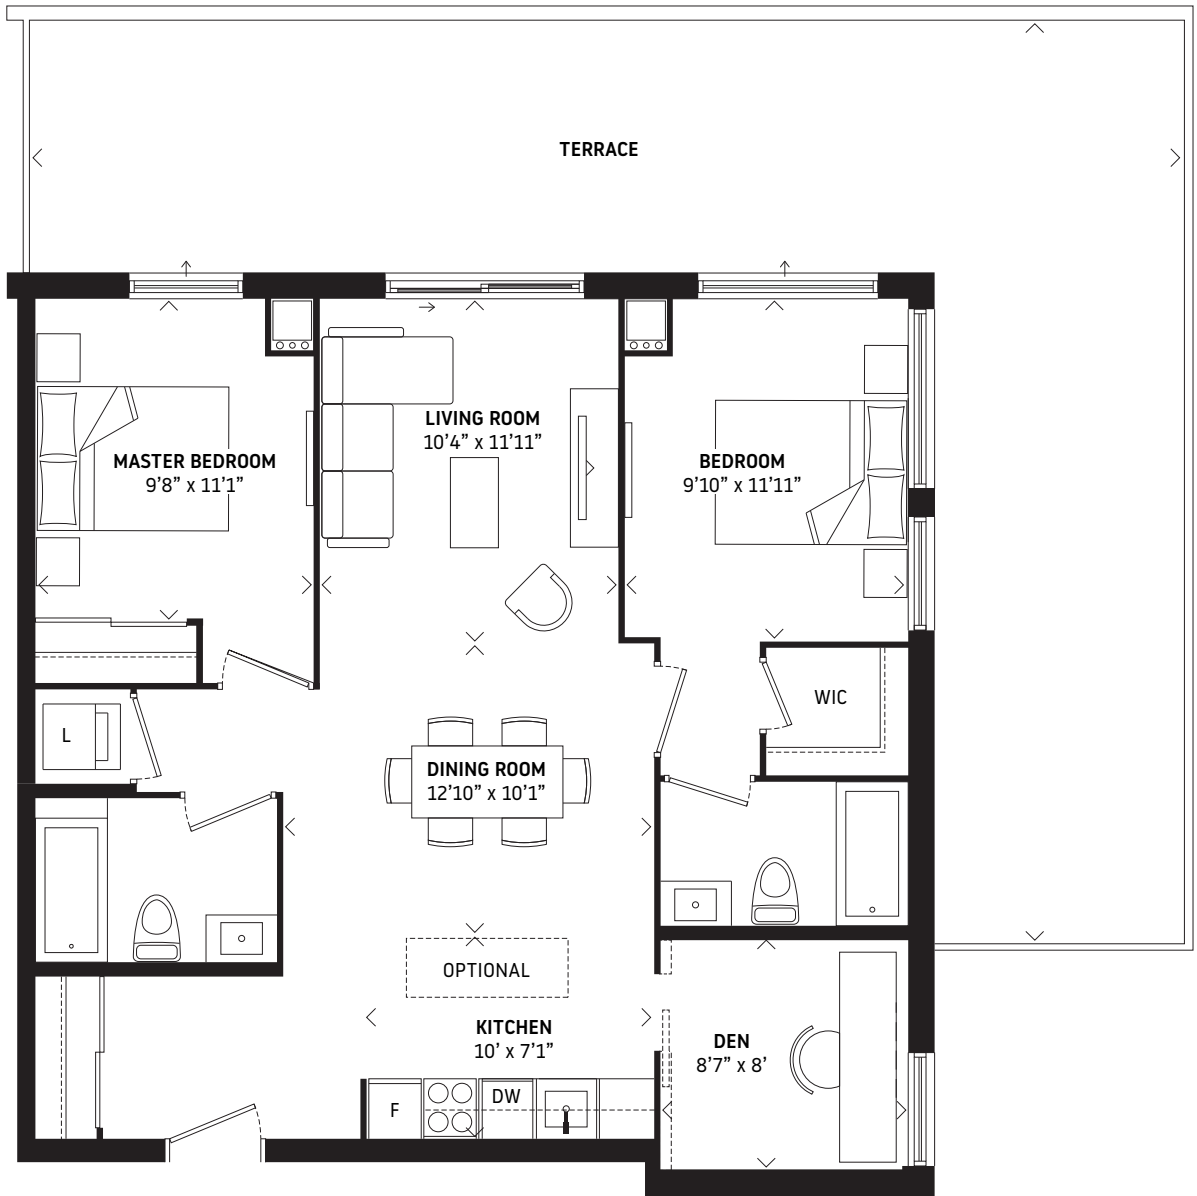 TERRACE
LIVING ROOM
10’4” x 11’11”
MASTER BEDROOM
9’8” x 11’1”
BEDROOM
9’10” x 11’11”
WIC
L
DINING ROOM
12’10” x 10’1”
OPTIONAL
KITCHEN
10’ x 7’1”
DEN
8’7” x 8’
F
DW